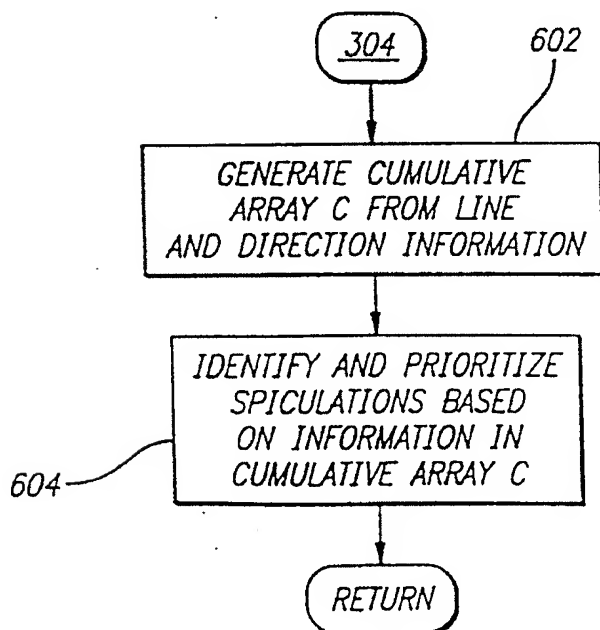 304
602
GENERATE CUMULATIVE
ARRAY C FROM LINE
AND DIRECTION INFORMATION
IDENTIFY AND PRIORITIZE
SPICULATIONS BASED
ON INFORMATION IN
CUMULATIVE ARRAY C
604
RETURN